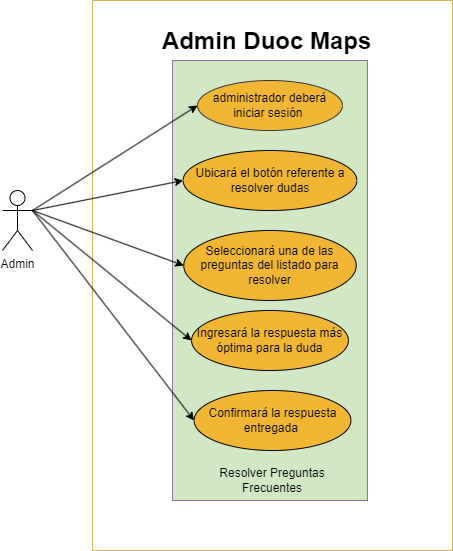 Admin Duoc Maps
administrador deberá
iniciar sesión
Ubicará el botón referente a
resolver dudas
Seleccionará una de las
preguntas del listado para
resolver
Ingresará la respuesta más
óptima para la duda
Confirmará la respuesta
entregada
Admin
Resolver Preguntas
Frecuentes